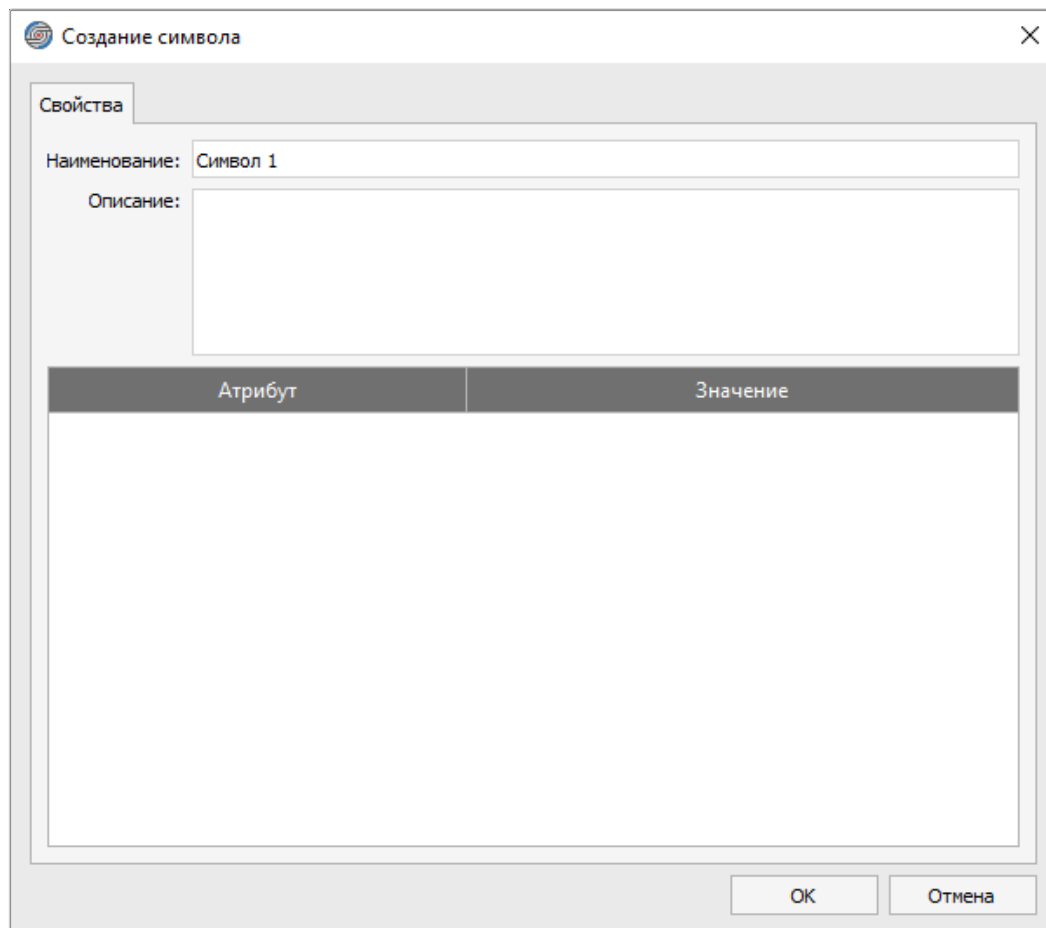 Создание символа
Свойства
Наименование: Символ 1
Описание:
Атрибут Значение
OK Отмена